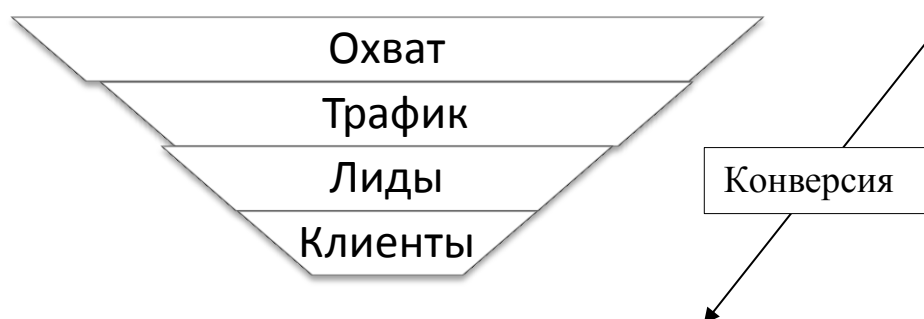 Охват
Трафик
Лиды
Клиенты
Конверсия